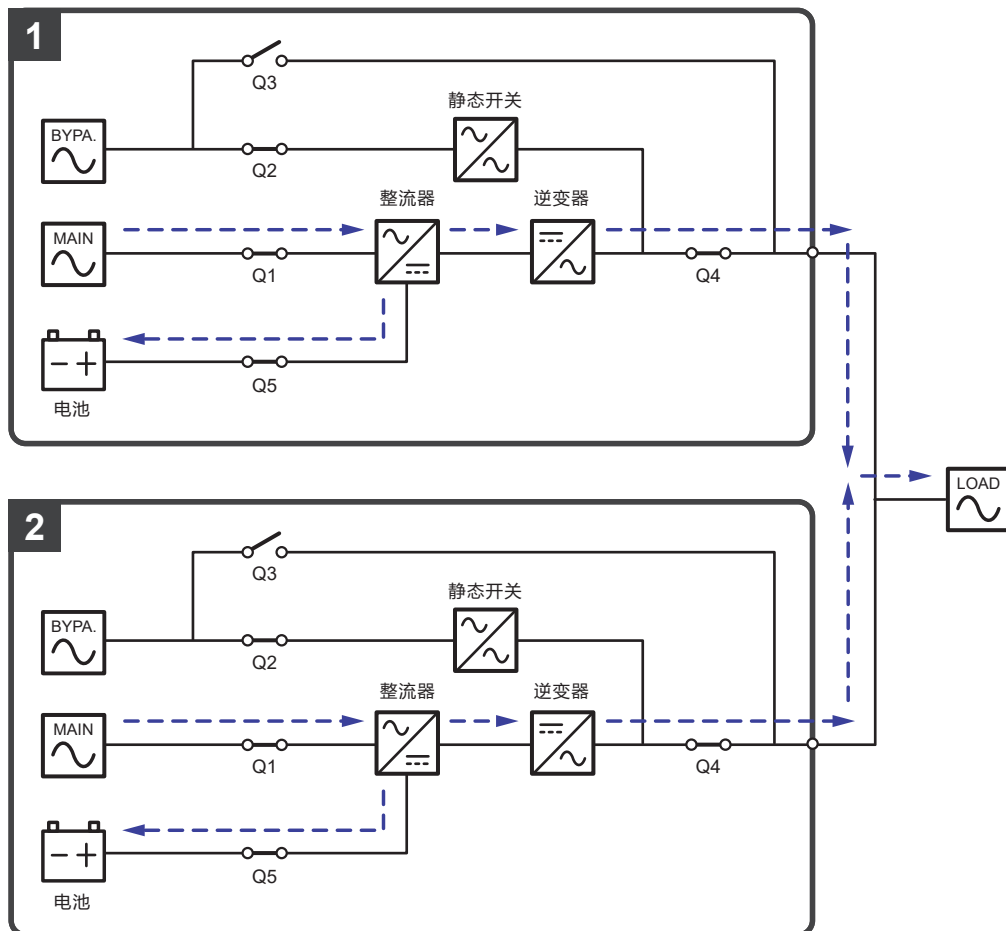 1
Q3
静态开关
BYPA.
Q2
整流器
逆变器
MAIN
Q1
Q4
Q5
电池
LOAD
2
Q3
静态开关
BYPA.
Q2
整流器
逆变器
MAIN
Q1
Q4
Q5
电池